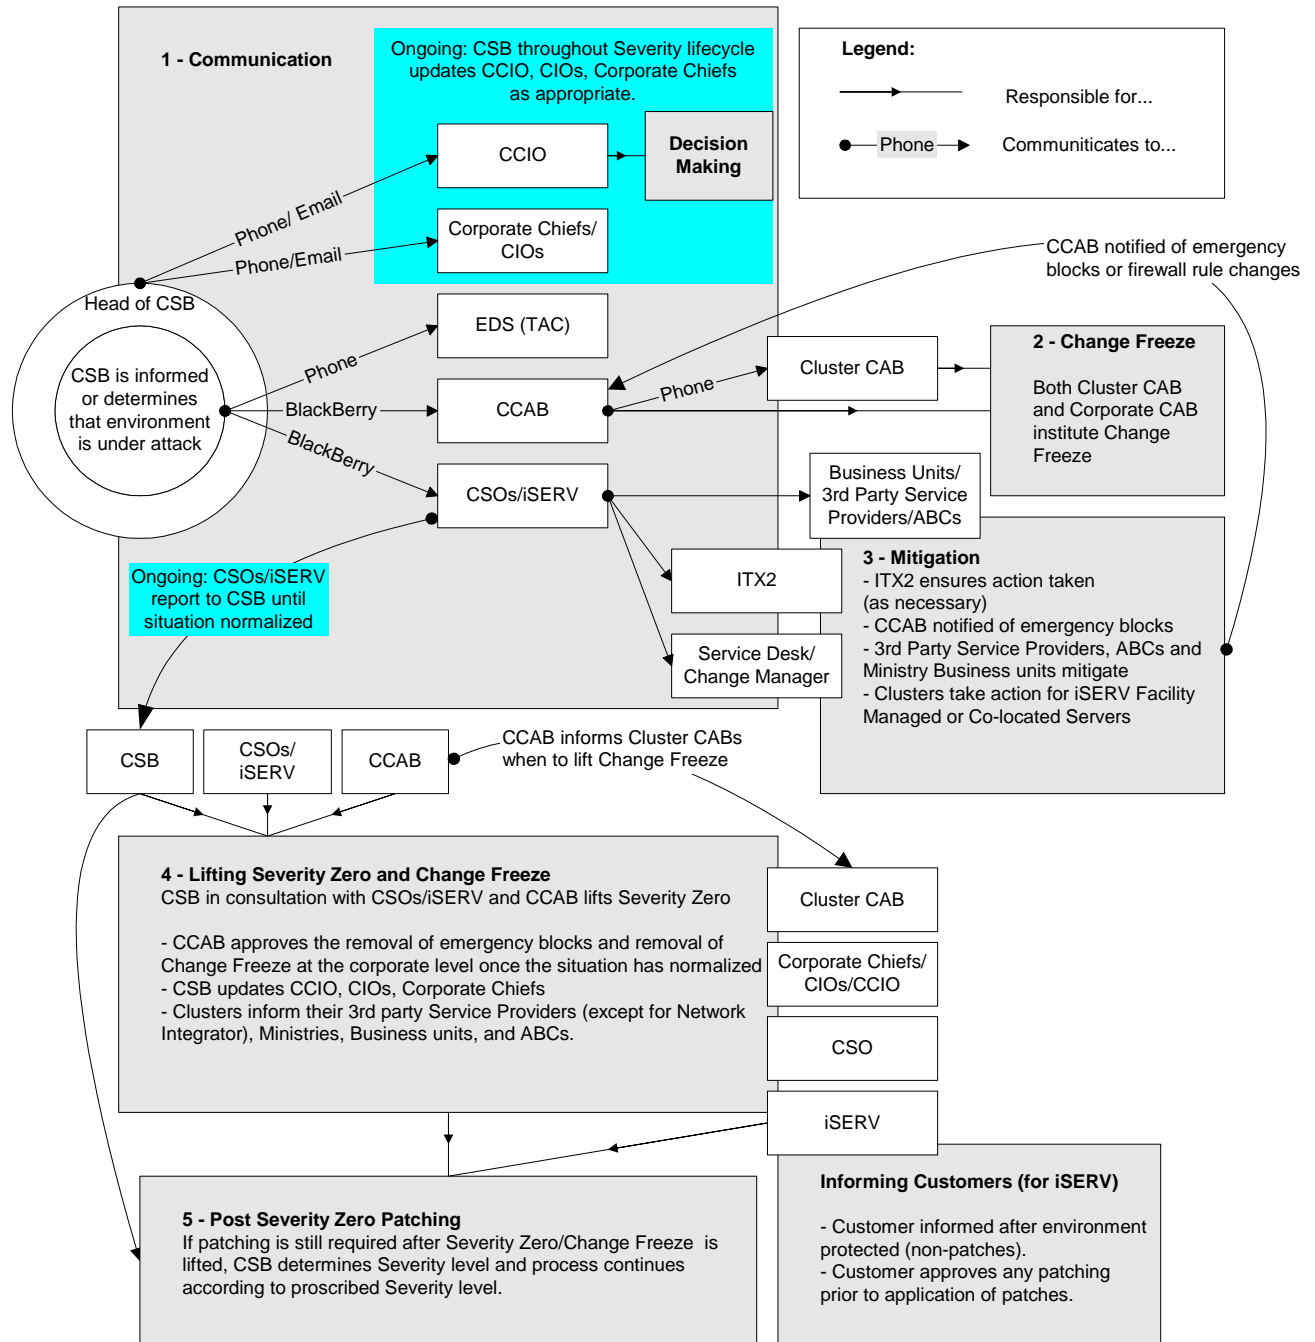 1 - Communication
Ongoing: CSB throughout Severity lifecycle
updates CCIO, CIOs, Corporate Chiefs
as appropriate.
CCIO
Decision
Making
Corporate Chiefs/
CIOs
Phone/ Email
Phone/Email
Legend:
Responsible for...
Phone
Communiticates to...
CCAB notified of emergency
blocks or firewall rule changes
Head of CSB
CSB is informed
or determines
that environment
is under attack
Phone
BlackBerry
BlackBerry
EDS (TAC)
CCAB
CSOs/iSERV
Phone
Cluster CAB
2 - Change Freeze
Both Cluster CAB
and Corporate CAB
institute Change
Freeze
Business Units/
3rd Party Service
Providers/ABCs
ITX2
Service Desk/
Change Manager
3 - Mitigation
- ITX2 ensures action taken
(as necessary)
- CCAB notified of emergency blocks
- 3rd Party Service Providers, ABCs and
Ministry Business units mitigate
- Clusters take action for iSERV Facility
Managed or Co-located Servers
Ongoing: CSOs/iSERV
report to CSB until
situation normalized
CSB
CSOs/
iSERV
CCAB
CCAB informs Cluster CABs
when to lift Change Freeze
4 - Lifting Severity Zero and Change Freeze
CSB in consultation with CSOs/iSERV and CCAB lifts Severity Zero
- CCAB approves the removal of emergency blocks and removal of
Change Freeze at the corporate level once the situation has normalized
- CSB updates CCIO, CIOs, Corporate Chiefs
- Clusters inform their 3rd party Service Providers (except for Network
Integrator), Ministries, Business units, and ABCs.
Cluster CAB
Corporate Chiefs/
CIOs/CCIO
CSO
iSERV
5 - Post Severity Zero Patching
If patching is still required after Severity Zero/Change Freeze is
lifted, CSB determines Severity level and process continues
according to proscribed Severity level.
Informing Customers (for iSERV)
- Customer informed after environment
protected (non-patches).
- Customer approves any patching
prior to application of patches.